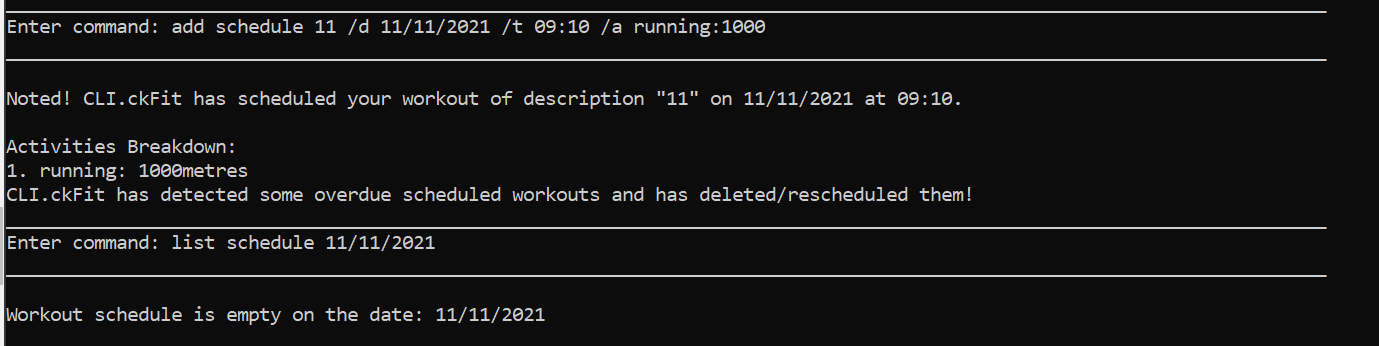 Enter command: add schedule 11 /d 11/11/2021 /t 09:10 /a running:1000
Noted! CLI.ckFit has scheduled your workout of description "11" on 11/11/2021 at 09:10.
Activities Breakdown:
1. running: 1000metres
CLI.ckFit has detected some overdue scheduled workouts and has deleted/rescheduled them!
Enter command: list schedule 11/11/2021
Workout schedule is empty on the date: 11/11/2021